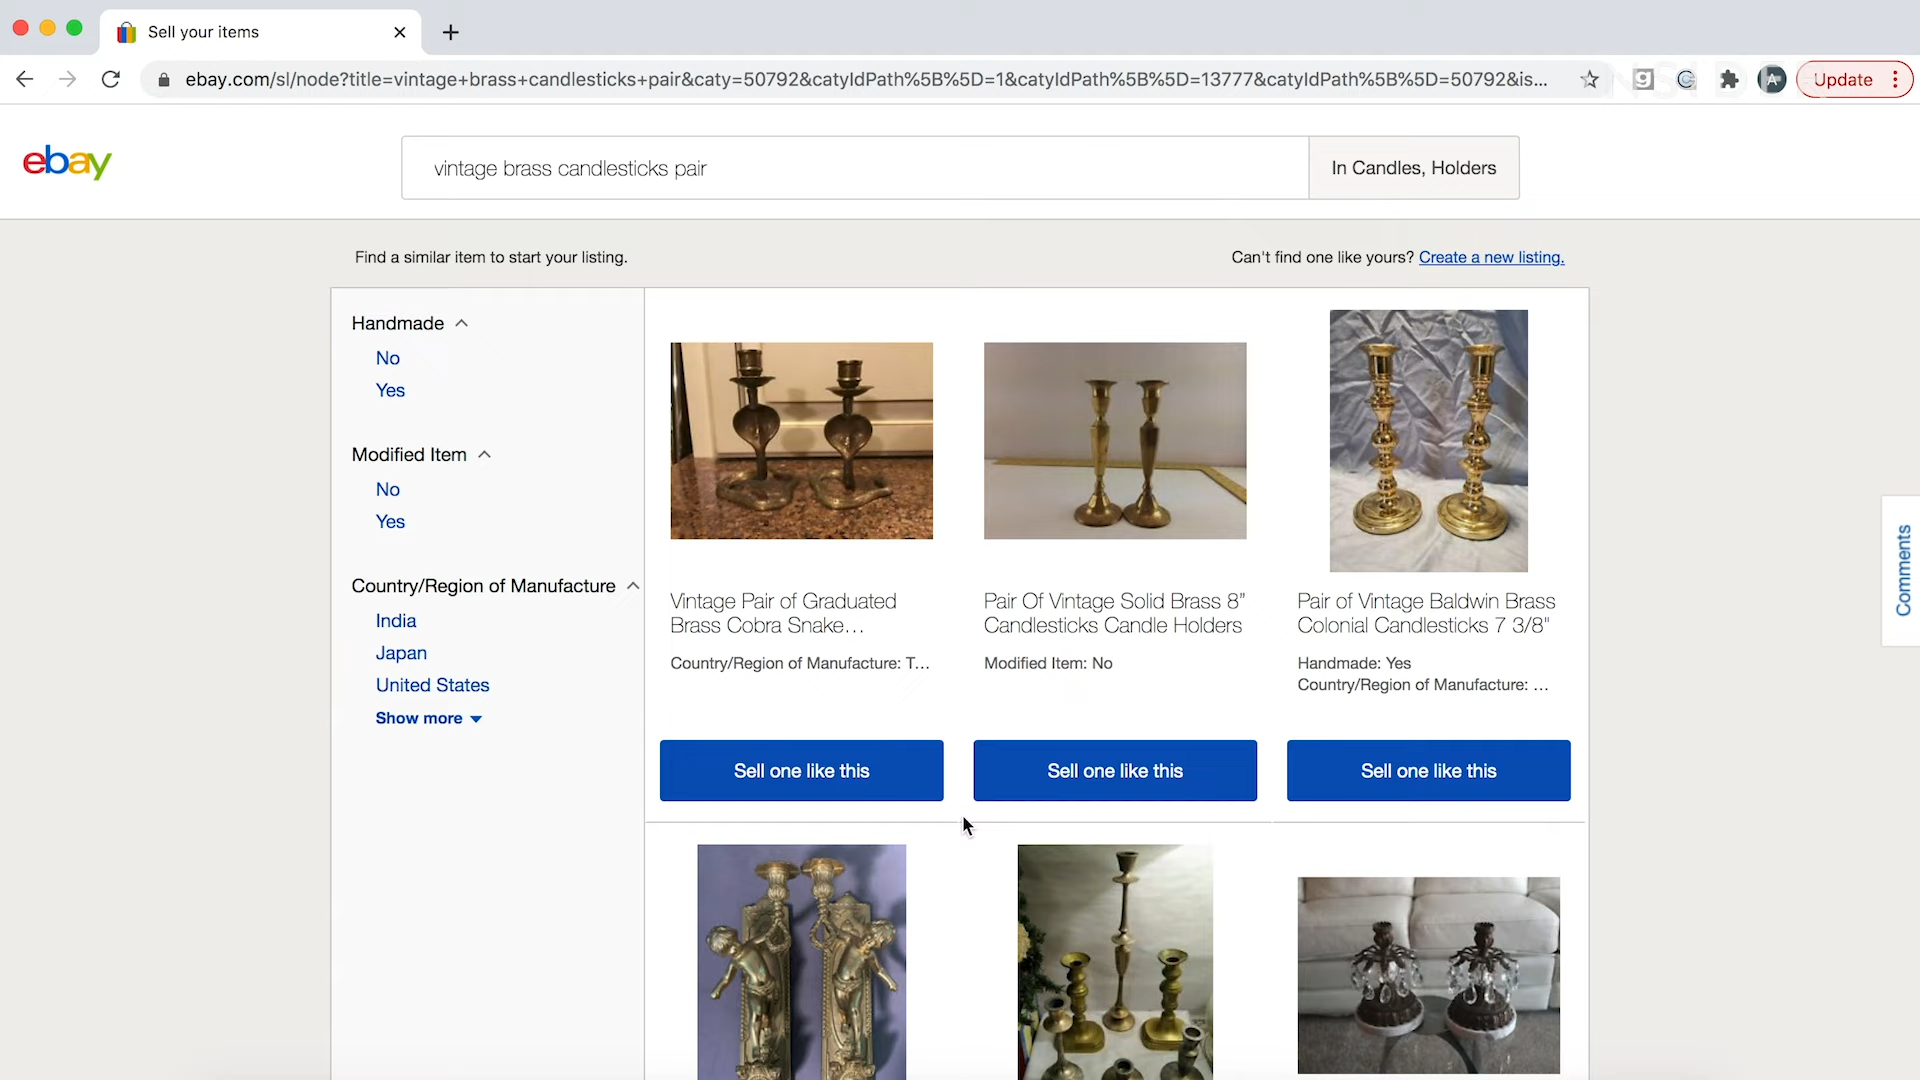 Sell your items
ebay.com/sl/node?title=vintage+brass+candlesticks+pair&caty=50792&catyIdPath%5B%5D=1&catyIdPath%5B%5D=13777&catyIdPath%5B%5D=50792&is...
g
C
A
Update
ebay
vintage brass candlesticks pair
In Candles, Holders
Find a similar item to start your listing.
Can't find one like yours? Create a new listing.
Handmade
No
Yes
Modified Item
No
Yes
Country/Region of Manufacture
India
Japan
United States
Show more
Vintage Pair of Graduated
Brass Cobra Snake...
Country/Region of Manufacture: T...
Sell one like this
Pair Of Vintage Solid Brass 8"
Candlesticks Candle Holders
Modified Item: No
Sell one like this
Pair of Vintage Baldwin Brass
Colonial Candlesticks 7 3/8"
Handmade: Yes
Country/Region of Manufacture: ...
Sell one like this
Comments